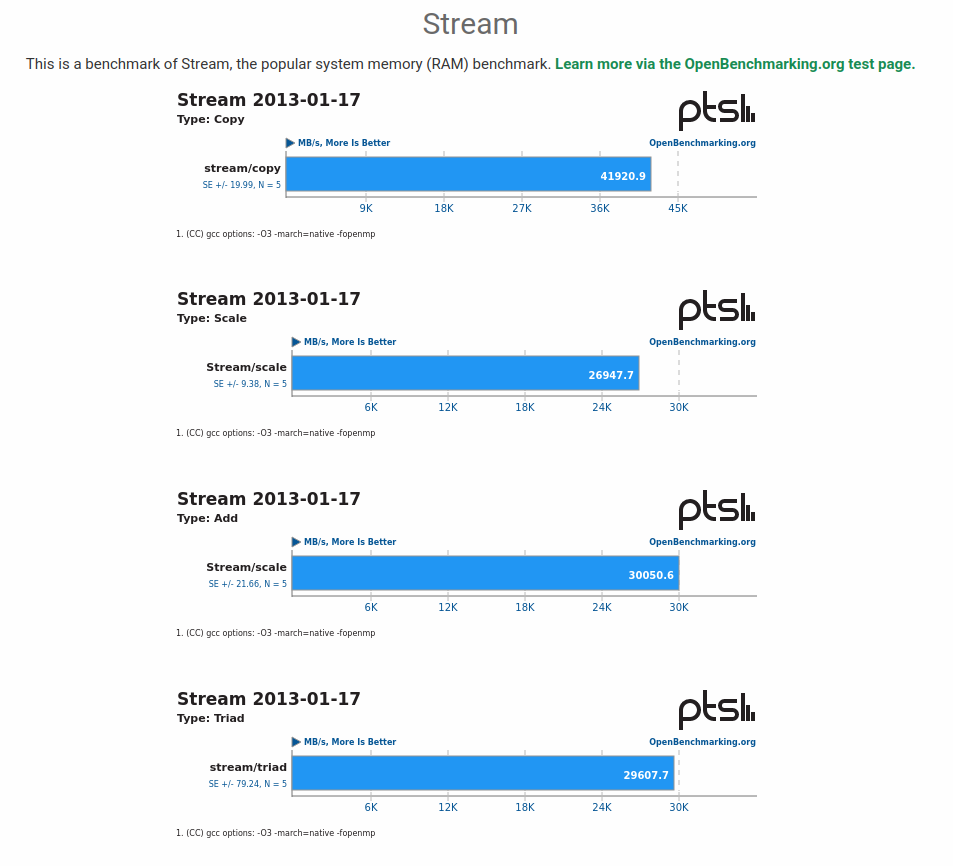 Stream
This is a benchmark of Stream, the popular system memory (RAM) benchmark. Learn more via the OpenBenchmarking.org test page.
Stream 2013-01-17
Type: Copy
ptsl
MB/s, More Is Better
OpenBenchmarking.org
stream/copy
SE +/- 19.99, N = 5
41920.9
9K 18K 27K 36K 45K
1. (CC) gcc options: -O3 -march=native -fopenmp
Stream 2013-01-17
Type: Scale
ptsl
MB/s, More Is Better
OpenBenchmarking.org
Stream/scale
SE +/- 9.38, N = 5
26947.7
6K 12K 18K 24K 30K
1. (CC) gcc options: -O3 -march=native -fopenmp
Stream 2013-01-17
Type: Add
ptsl
MB/s, More Is Better
OpenBenchmarking.org
Stream/scale
SE +/- 21.66, N = 5
30050.6
6K 12K 18K 24K 30K
1. (CC) gcc options: -O3 -march=native -fopenmp
Stream 2013-01-17
Type: Triad
ptsl
MB/s, More Is Better
OpenBenchmarking.org
stream/triad
SE +/- 79.24, N = 5
29607.7
6K 12K 18K 24K 30K
1. (CC) gcc options: -O3 -march=native -fopenmp